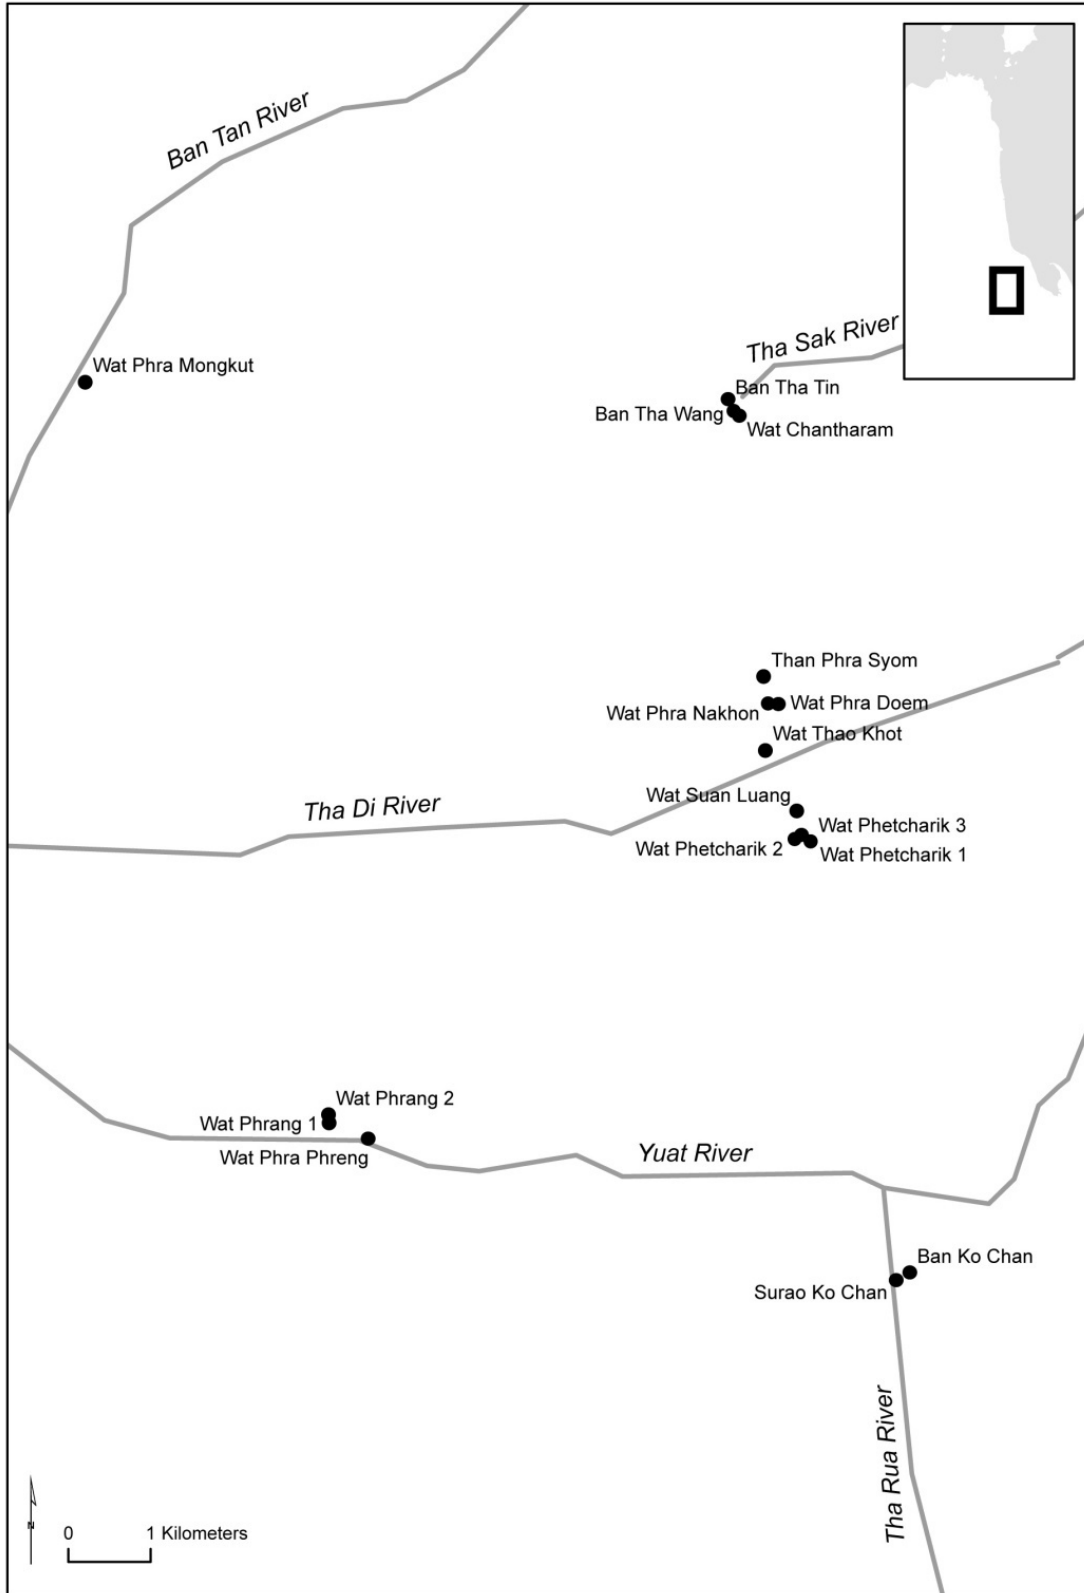 Ban Tan River
Wat Phra Mongkut
Tha Sak River
Ban Tha Tin
Ban Tha Wang
Wat Chantharam
Than Phra Syom
Wat Phra Doem
Wat Phra Nakhon
Wat Thao Khot
Wat Suan Luang
Tha Di River
Wat Phetcharik 3
Wat Phetcharik 2
Wat Phetcharik 1
Wat Phrang 2
Wat Phrang 1
Wat Phra Phreng
Yuat River
Ban Ko Chan
Surao Ko Chan
Tha Rua River
N
0 1 Kilometers